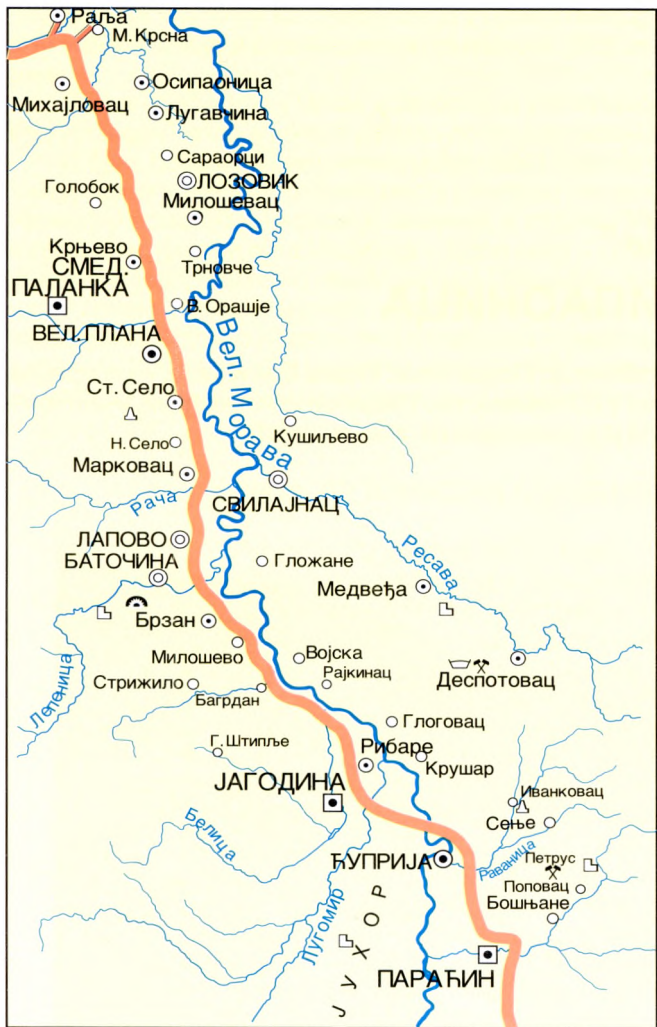 Раља
М. Крсна
Осипаоница
Михајловац
Лугавчина
Сараорци
ЛОЗОВИК
Голобок
Милошевац
Крњево
Трновче
СМЕД.
ПАЛАНКА
В. Орашје
ВЕЛ. ПЛАНА
Вел. Морава
Ст. Село
Кушиљево
Н. Село
Марковац
Рача
СВИЛАЈНАЦ
ЛАПОВО
Гложане
Ресава
БАТОЧИНА
Медвеђа
Брзан
Милошево
Војска
Лепеница
Стрижило
Рајкинац
Деспотовац
Багрдан
Глоговац
Г. Штипље
Рибаре
Крушар
ЈАГОДИНА
Иванковац
Белица
Сење
ЋУПРИЈА
Раваница
Петрус
Поповац
Лугомир
ЈУХОР
Бошњане
ПАРАЋИН